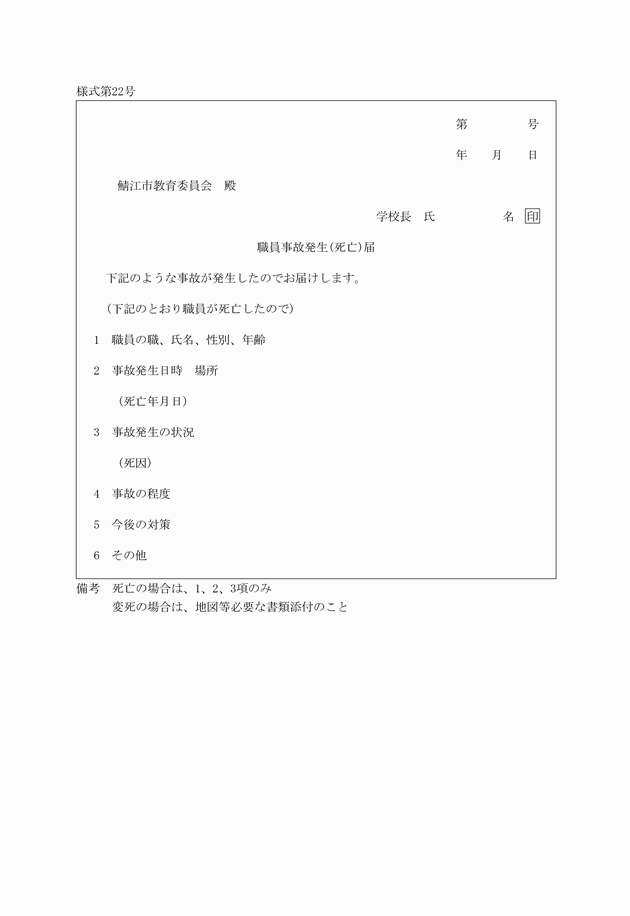 様式第22号
第　　　　　号
年　　月　　日
鯖江市教育委員会　殿
学校長　氏　　　　　　名　印
職員事故発生(死亡)届
下記のような事故が発生したのでお届けします。
(下記のとおり職員が死亡したので)
1　職員の職、氏名、性別、年齢
2　事故発生日時　場所
(死亡年月日)
3　事故発生の状況
(死因)
4　事故の程度
5　今後の対策
6　その他
備考　死亡の場合は、1、2、3項のみ
変死の場合は、地図等必要な書類添付のこと